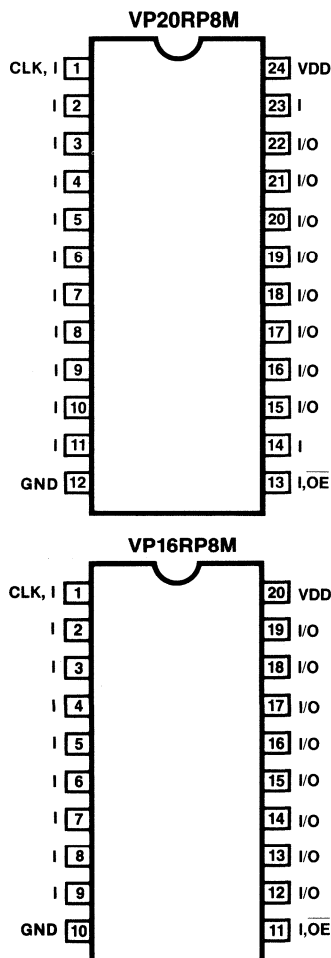 VP20RP8M
CLK, I 1 24 VDD
I 2 23 I
I 3 22 I/O
I 4 21 I/O
I 5 20 I/O
I 6 19 I/O
I 7 18 I/O
I 8 17 I/O
I 9 16 I/O
I 10 15 I/O
I 11 14 I
GND 12 13 I,O̅E̅
VP16RP8M
CLK, I 1 20 VDD
I 2 19 I/O
I 3 18 I/O
I 4 17 I/O
I 5 16 I/O
I 6 15 I/O
I 7 14 I/O
I 8 13 I/O
I 9 12 I/O
GND 10 11 I,O̅E̅